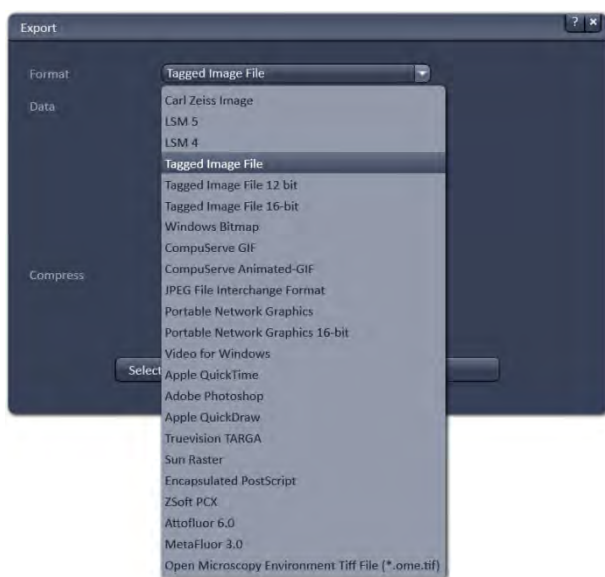 Export
? ×
Format
Tagged Image File
Data
Carl Zeiss Image
LSM 5
LSM 4
Tagged Image File
Tagged Image File 12 bit
Tagged Image File 16-bit
Windows Bitmap
CompuServe GIF
CompuServe Animated-GIF
Compress
JPEG File Interchange Format
Portable Network Graphics
Portable Network Graphics 16-bit
Video for Windows
Select
Apple QuickTime
Adobe Photoshop
Apple QuickDraw
Truevision TARGA
Sun Raster
Encapsulated PostScript
ZSoft PCX
Attofluor 6.0
MetaFluor 3.0
Open Microscopy Environment Tiff File (*.ome.tif)